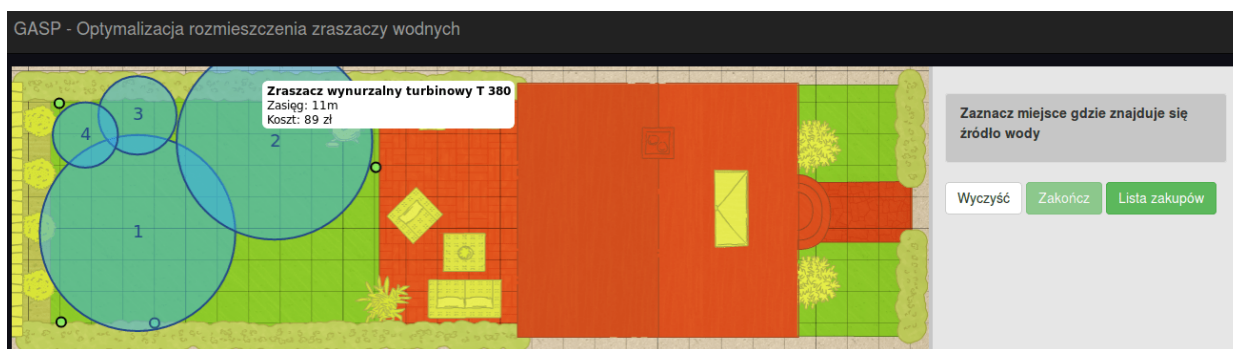 GASP - Optymalizacja rozmieszczenia zraszaczy wodnych
Zraszacz wynurzalny turbinowy T 380
Zasięg: 11m
Koszt: 89 zł
3
4
2
1
Zaznacz miejsce gdzie znajduje się
źródło wody
Wyczyść Zakończ Lista zakupów